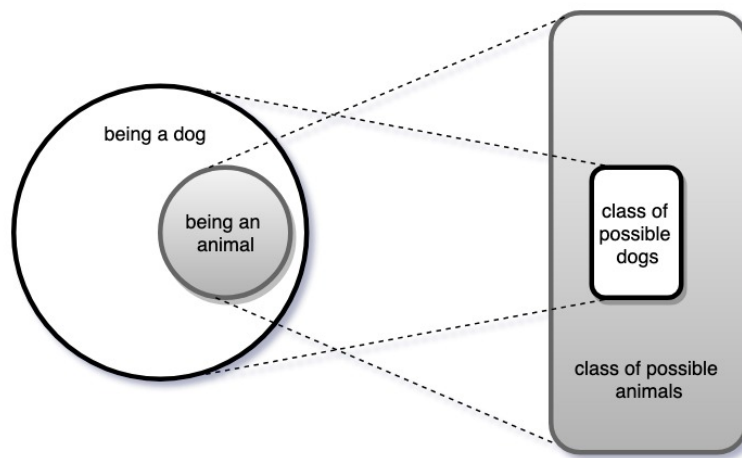 being a dog
being an
animal
class of
possible
dogs
class of possible
animals